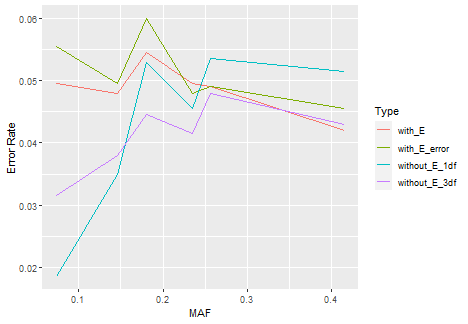 0.06
0.05
0.04
0.03
0.02
Error Rate
0.1
0.2
0.3
0.4
MAF
Type
with_E
with_E_error
without_E_1df
without_E_3df